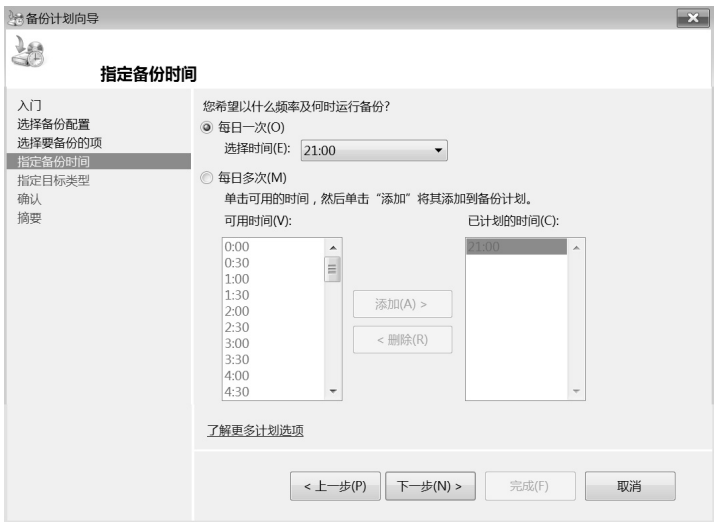 备份计划向导
指定备份时间
入门
选择备份配置
选择要备份的项
指定备份时间
指定目标类型
确认
摘要
您希望以什么频率及何时运行备份?
每日一次(O)
选择时间(E): 21:00
每日多次(M)
单击可用的时间，然后单击“添加”将其添加到备份计划。
可用时间(V):
已计划的时间(C):
0:00
0:30
1:00
1:30
2:00
2:30
3:00
3:30
4:00
4:30
添加(A) >
< 删除(R)
21:00
了解更多计划选项
< 上一步(P) 下一步(N) > 完成(F) 取消